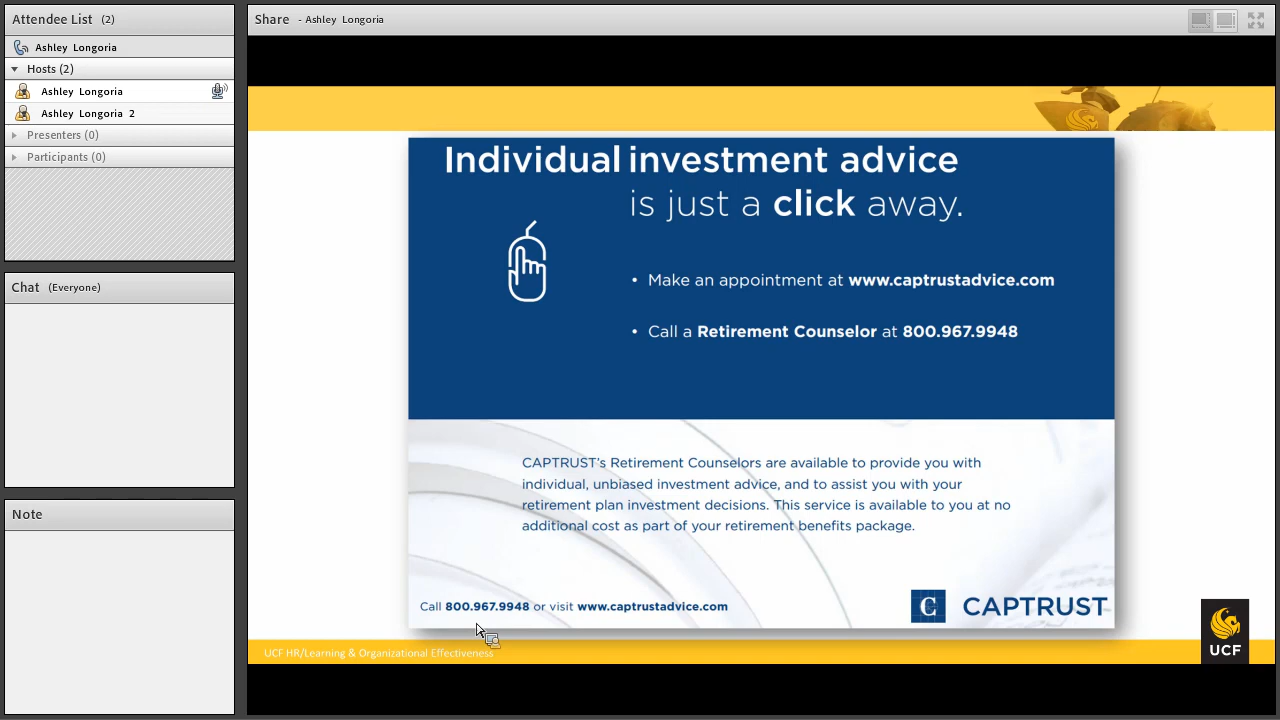 Attendee List (2)
Ashley Longoria
Hosts (2)
Ashley Longoria
Ashley Longoria 2
Presenters (0)
Participants (0)
Chat (Everyone)
Note
Share - Ashley Longoria
Individual investment advice
is just a click away.
• Make an appointment at www.captrustadvice.com
• Call a Retirement Counselor at 800.967.9948
CAPTRUST's Retirement Counselors are available to provide you with
individual, unbiased investment advice, and to assist you with your
retirement plan investment decisions. This service is available to you at no
additional cost as part of your retirement benefits package.
Call 800.967.9948 or visit www.captrustadvice.com
C CAPTRUST
UCF HR/Learning & Organizational Effectiveness
UCF